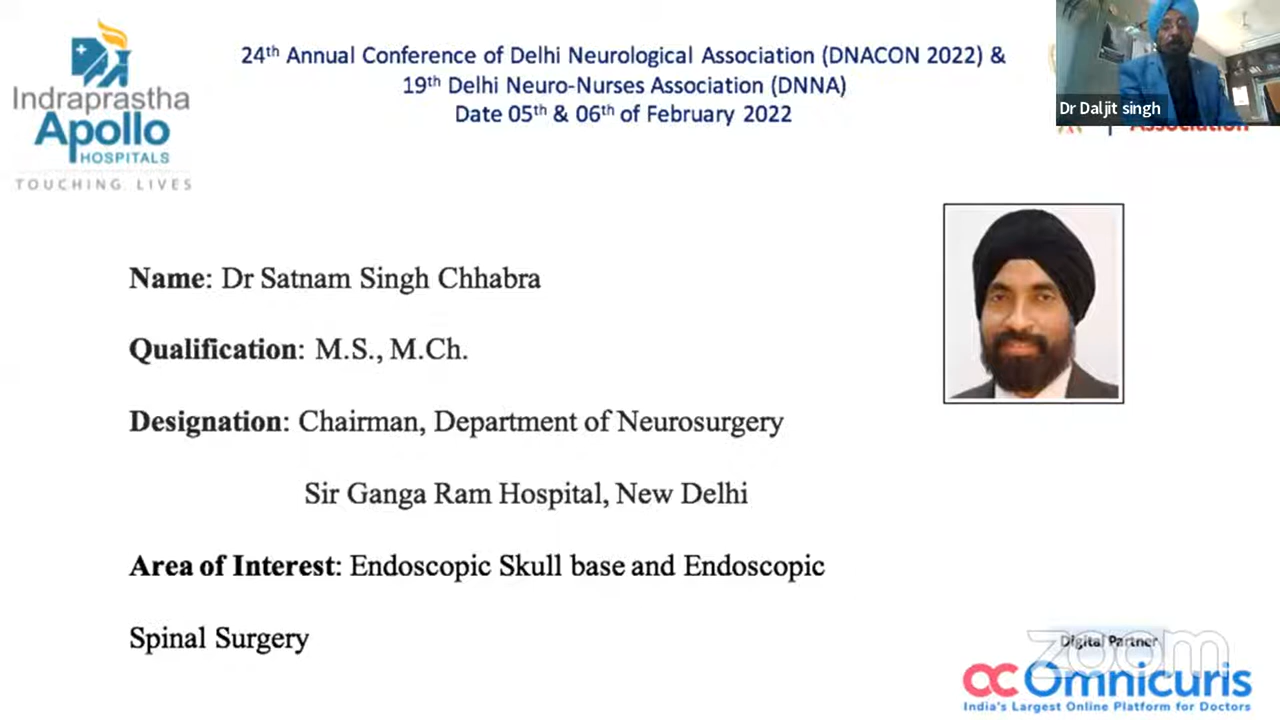 Indraprastha
Apollo
HOSPITALS
TOUCHING LIVES
24th Annual Conference of Delhi Neurological Association (DNACON 2022) &
19th Delhi Neuro-Nurses Association (DNNA)
Date 05th & 06th of February 2022
Dr Daljit singh
Association
Name: Dr Satnam Singh Chhabra
Qualification: M.S., M.Ch.
Designation: Chairman, Department of Neurosurgery
Sir Ganga Ram Hospital, New Delhi
Area of Interest: Endoscopic Skull base and Endoscopic
Spinal Surgery
zoom
Digital Partner
Omnicuris
India's Largest Online Platform for Doctors